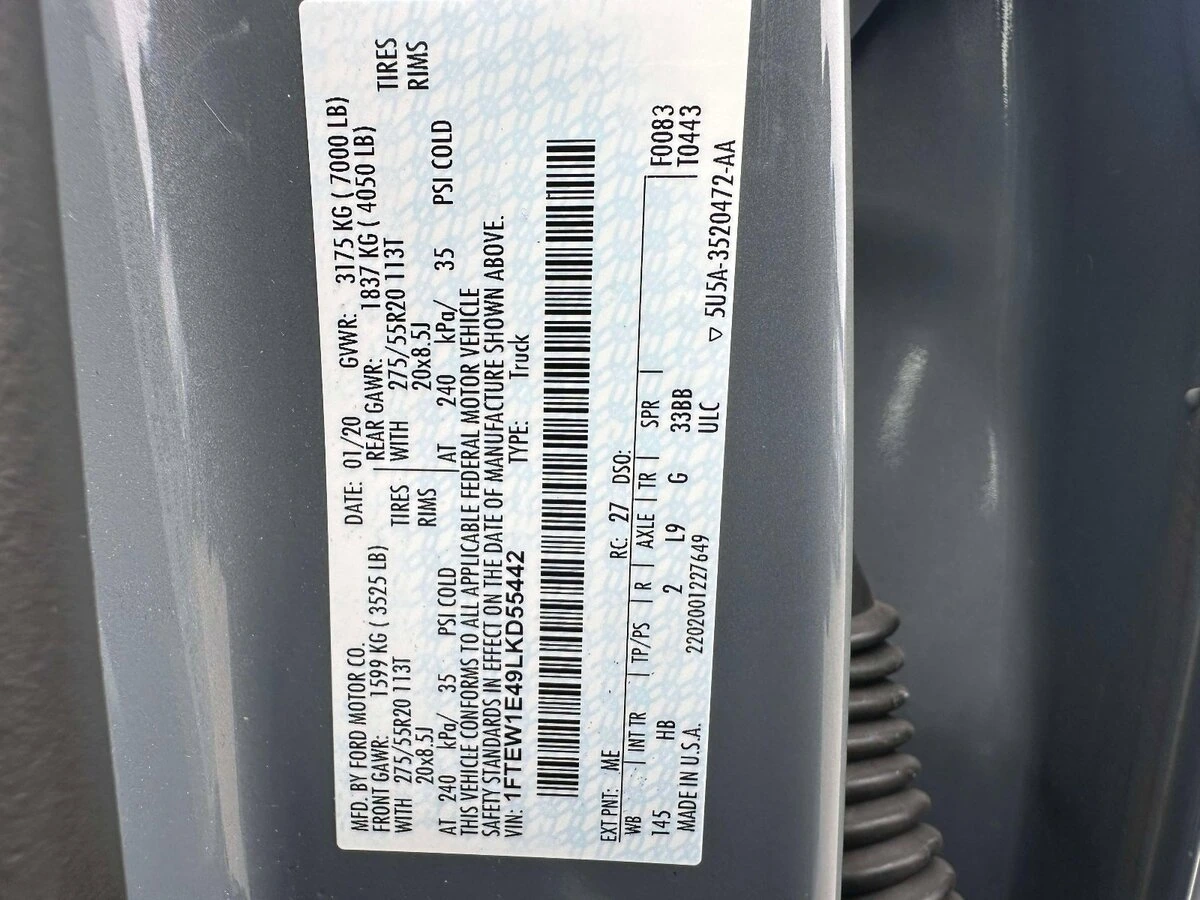 MFD. BY FORD MOTOR CO.
DATE: 01/20 GVWR: 3175 KG ( 7000 LB)
FRONT GAWR: 1599 KG ( 3525 LB) REAR GAWR: 1837 KG ( 4050 LB)
WITH 275/55R20 113T TIRES WITH 275/55R20 113T TIRES
20x8.5J RIMS 20x8.5J RIMS
AT 240 kPa/ 35 PSI COLD AT 240 kPa/ 35 PSI COLD
THIS VEHICLE CONFORMS TO ALL APPLICABLE FEDERAL MOTOR VEHICLE
SAFETY STANDARDS IN EFFECT ON THE DATE OF MANUFACTURE SHOWN ABOVE.
VIN: 1FTEW1E49LKD55442 TYPE: Truck
EXT PNT: ME RC: 27 DSO: F0083
WB | INT TR | TP/PS | R | AXLE | TR | SPR | T0443
145 HB 2 L9 G 33BB
MADE IN U.S.A. 2202001227649 ULC
▽ 5U5A-3520472-AA